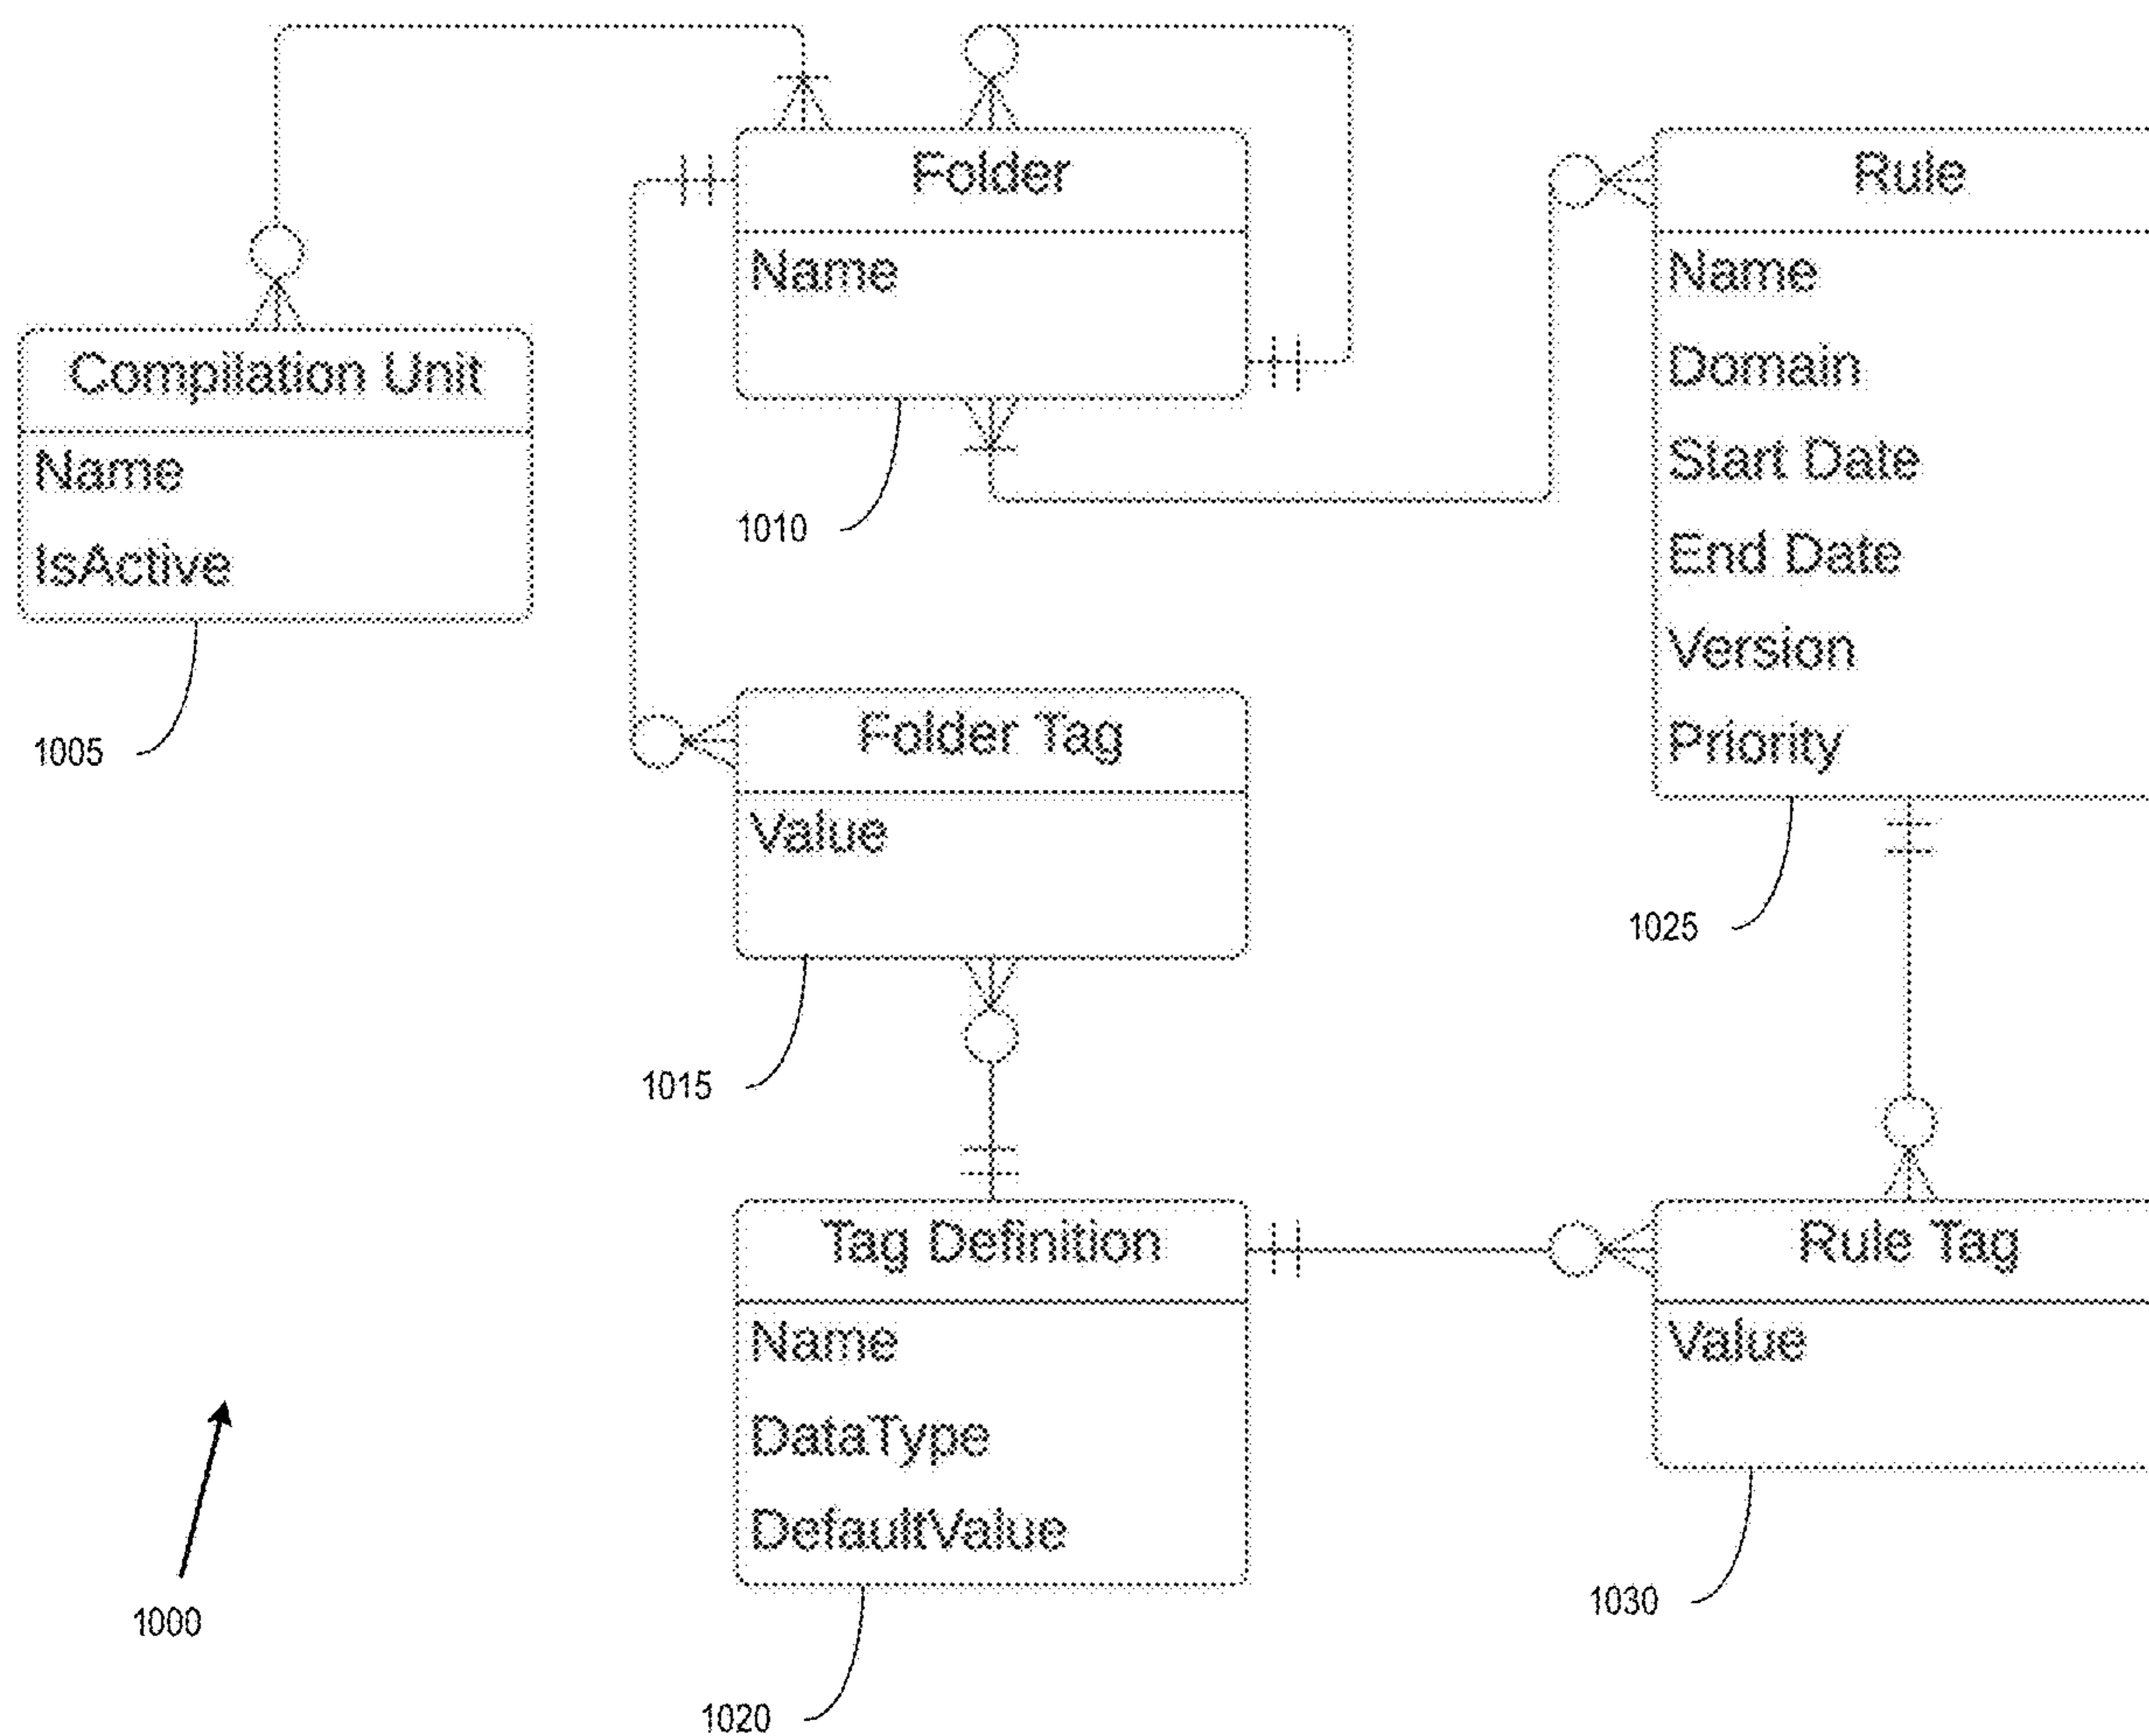 Folder
Name
1010
Rule
Name
Domain
Start Date
End Date
Version
Priority
1025
Compilation Unit
Name
IsActive
1005
Folder Tag
Value
1015
Tag Definition
Name
DataType
DefaultValue
1020
Rule Tag
Value
1030
1000